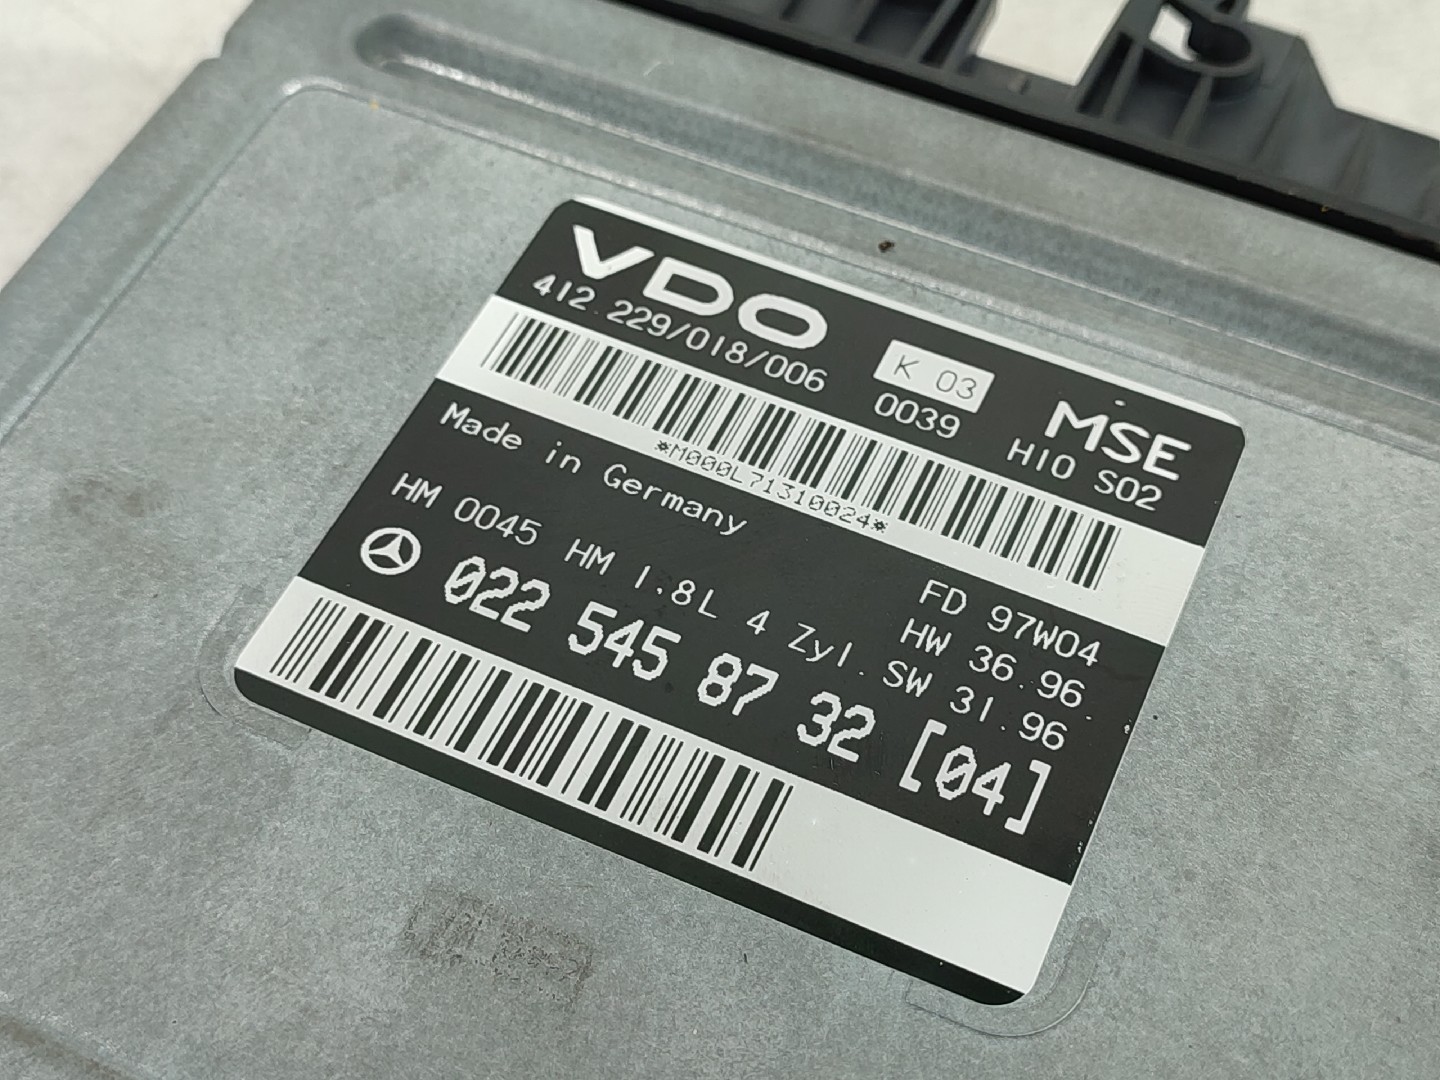 VDO
412.229/018/006
K 03
0039
MSE
H10 S02
*M000L71310024*
Made in Germany
FD 97W04
HM 0045 HM 1.8L 4 Zyl.
HW 36.96
SW 31.96
022 545 87 32 [04]